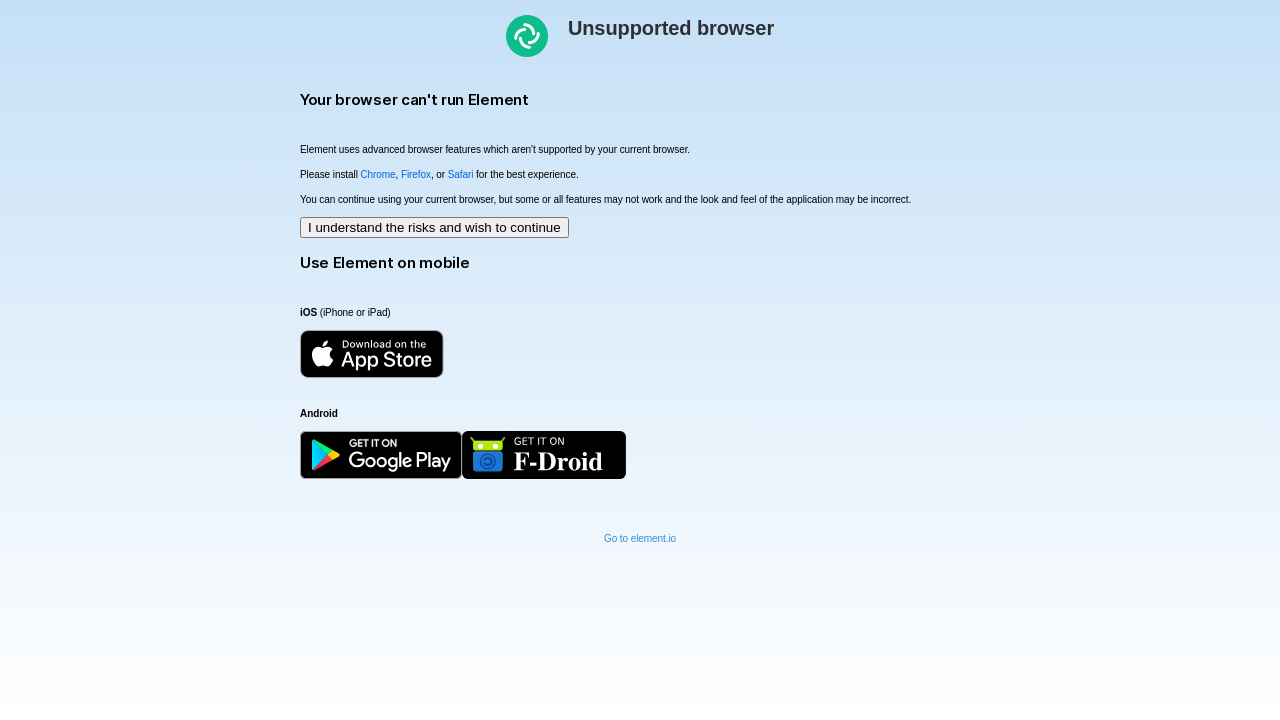 Unsupported browser
Your browser can't run Element
Element uses advanced browser features which aren't supported by your current browser.
Please install Chrome, Firefox, or Safari for the best experience.
You can continue using your current browser, but some or all features may not work and the look and feel of the application may be incorrect.
I understand the risks and wish to continue
Use Element on mobile
iOS (iPhone or iPad)
Download on the
App Store
Android
GET IT ON
Google Play
GET IT ON
F-Droid
Go to element.io